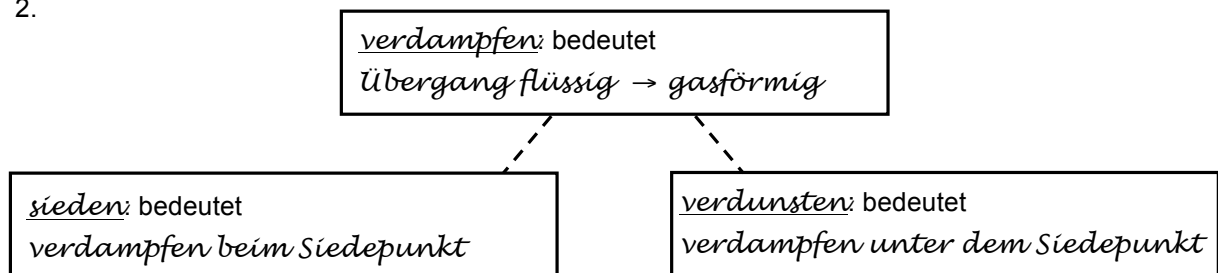 2.
verdampfen: bedeutet
Übergang flüssig → gasförmig
sieden: bedeutet
verdampfen beim Siedepunkt
verdunsten: bedeutet
verdampfen unter dem Siedepunkt